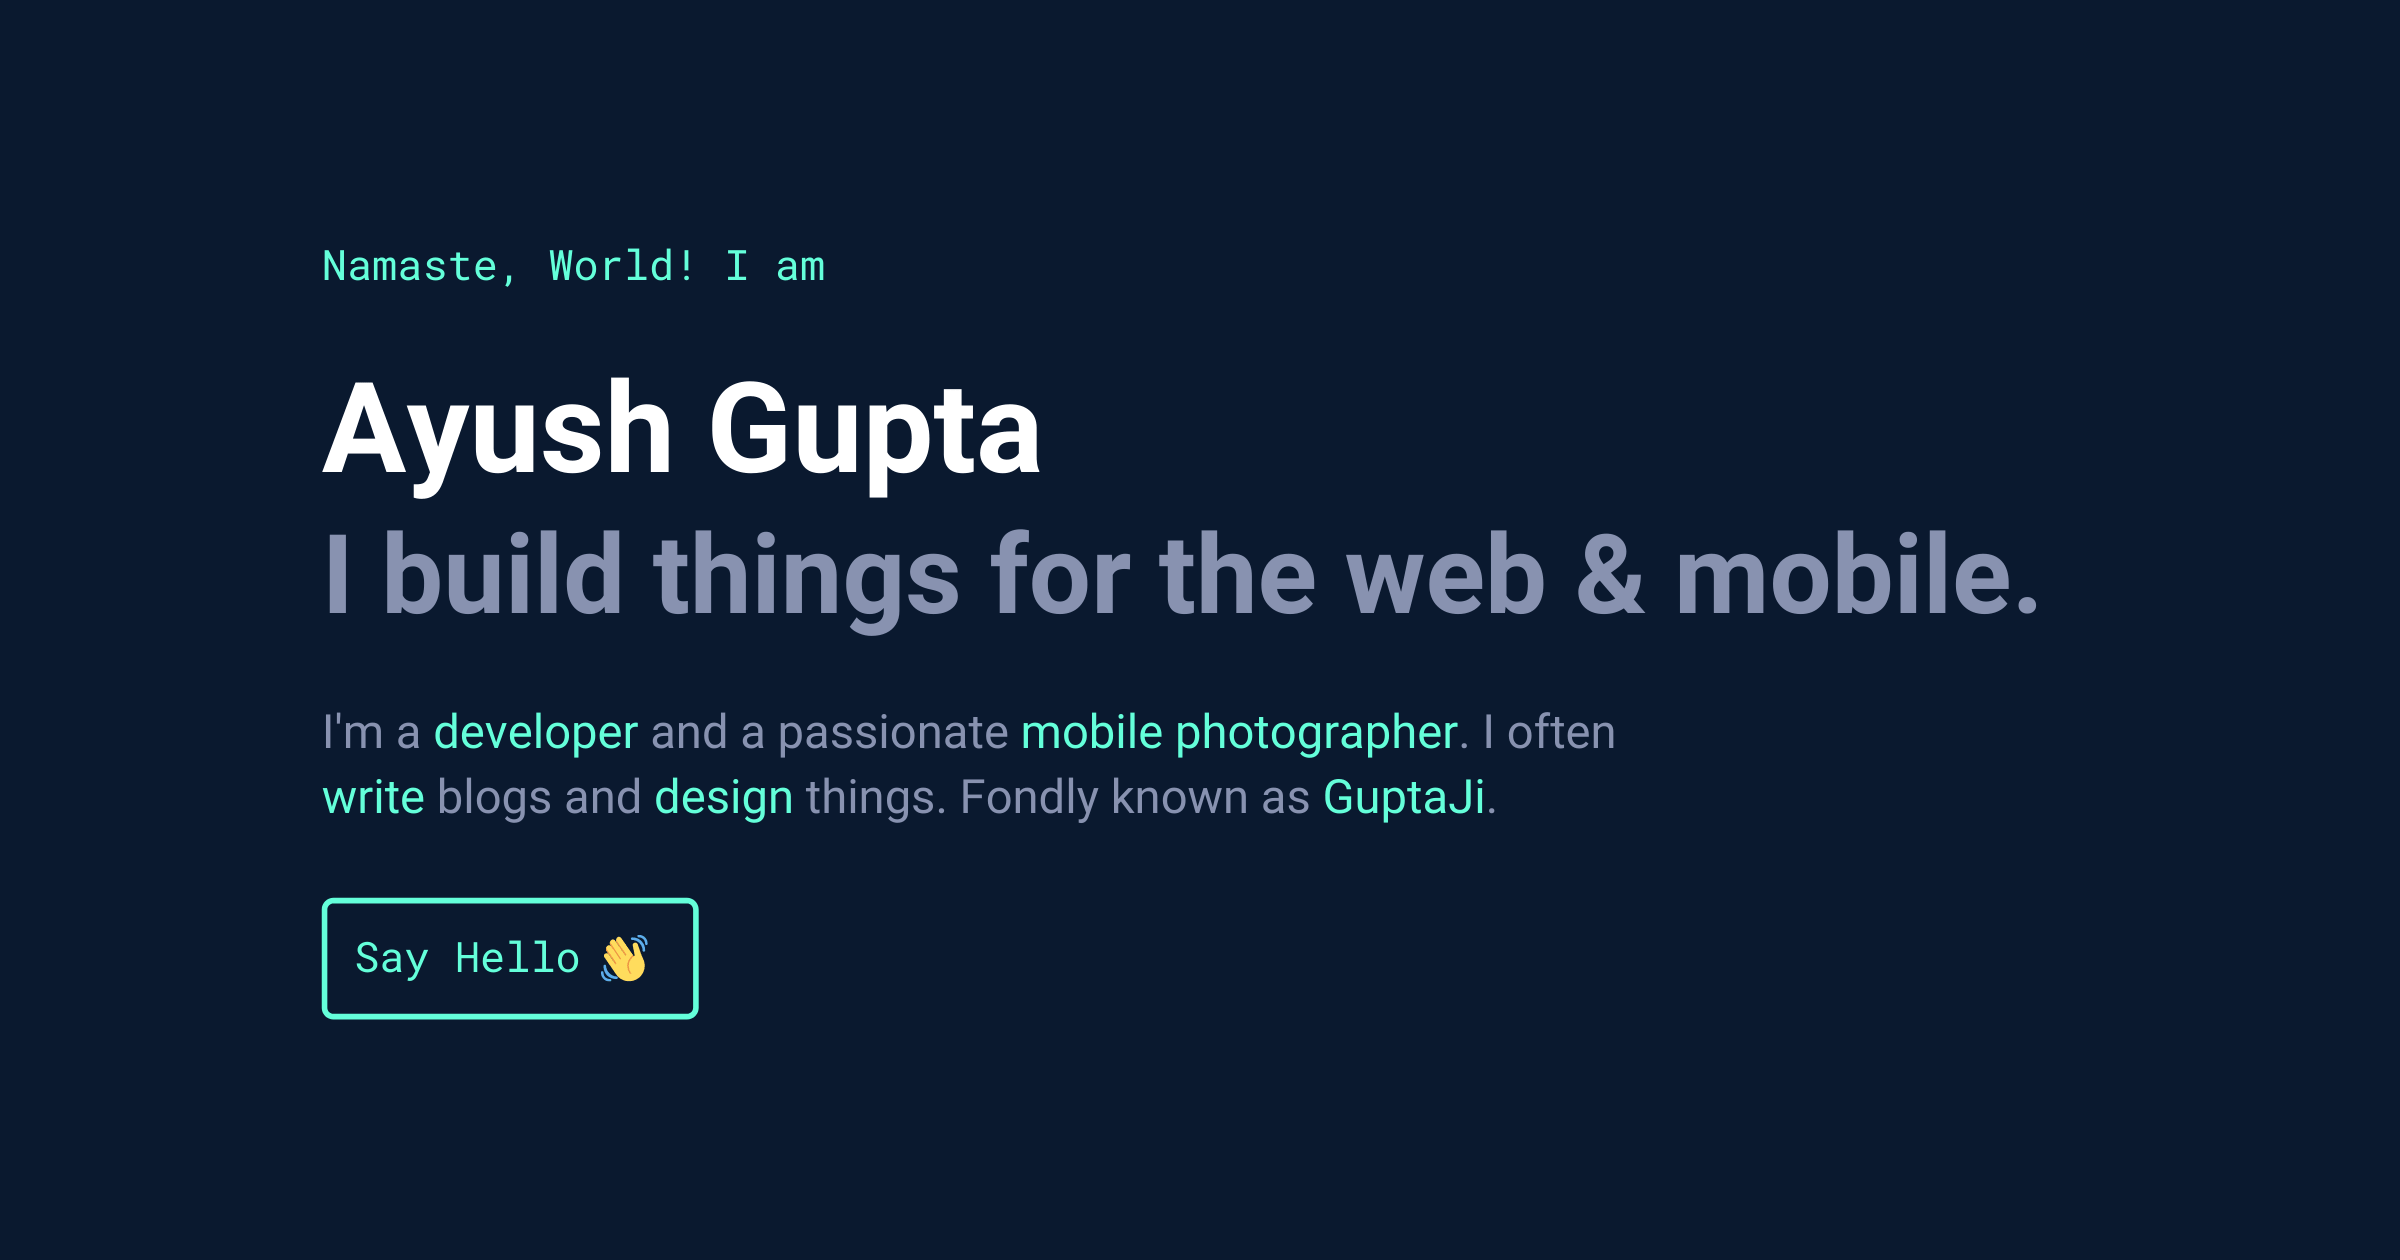 Namaste, World! I am
Ayush Gupta
I build things for the web & mobile.
I'm a developer and a passionate mobile photographer. I often
write blogs and design things. Fondly known as GuptaJi.
Say Hello 👋